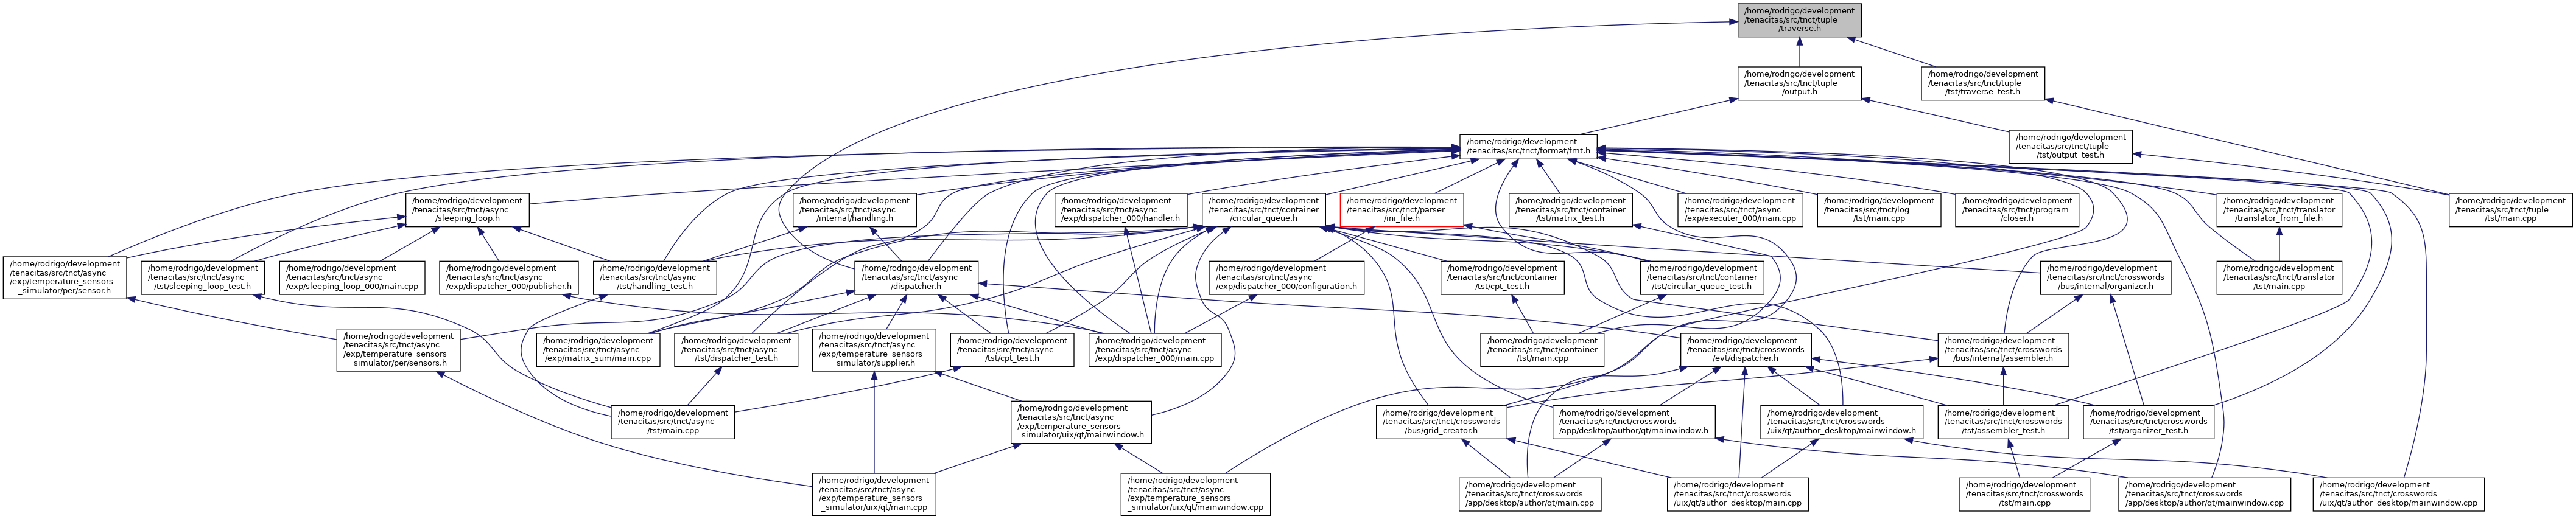 /home/rodrigo/development
/tenacitas/src/tnct/tuple
/traverse.h
/home/rodrigo/development
/tenacitas/src/tnct/tuple
/output.h
/home/rodrigo/development
/tenacitas/src/tnct/tuple
/tst/traverse_test.h
/home/rodrigo/development
/tenacitas/src/tnct/format/fmt.h
/home/rodrigo/development
/tenacitas/src/tnct/tuple
/tst/output_test.h
/home/rodrigo/development
/tenacitas/src/tnct/async
/sleeping_loop.h
/home/rodrigo/development
/tenacitas/src/tnct/async
/internal/handling.h
/home/rodrigo/development
/tenacitas/src/tnct/async
/exp/dispatcher_000/handler.h
/home/rodrigo/development
/tenacitas/src/tnct/container
/circular_queue.h
/home/rodrigo/development
/tenacitas/src/tnct/parser
/ini_file.h
/home/rodrigo/development
/tenacitas/src/tnct/container
/tst/matrix_test.h
/home/rodrigo/development
/tenacitas/src/tnct/async
/exp/executer_000/main.cpp
/home/rodrigo/development
/tenacitas/src/tnct/log
/tst/main.cpp
/home/rodrigo/development
/tenacitas/src/tnct/program
/closer.h
/home/rodrigo/development
/tenacitas/src/tnct/translator
/translator_from_file.h
/home/rodrigo/development
/tenacitas/src/tnct/tuple
/tst/main.cpp
/home/rodrigo/development
/tenacitas/src/tnct/async
/exp/temperature_sensors
_simulator/per/sensor.h
/home/rodrigo/development
/tenacitas/src/tnct/async
/tst/sleeping_loop_test.h
/home/rodrigo/development
/tenacitas/src/tnct/async
/exp/sleeping_loop_000/main.cpp
/home/rodrigo/development
/tenacitas/src/tnct/async
/exp/dispatcher_000/publisher.h
/home/rodrigo/development
/tenacitas/src/tnct/async
/tst/handling_test.h
/home/rodrigo/development
/tenacitas/src/tnct/async
/dispatcher.h
/home/rodrigo/development
/tenacitas/src/tnct/async
/exp/dispatcher_000/configuration.h
/home/rodrigo/development
/tenacitas/src/tnct/container
/tst/cpt_test.h
/home/rodrigo/development
/tenacitas/src/tnct/container
/tst/circular_queue_test.h
/home/rodrigo/development
/tenacitas/src/tnct/crosswords
/bus/internal/organizer.h
/home/rodrigo/development
/tenacitas/src/tnct/translator
/tst/main.cpp
/home/rodrigo/development
/tenacitas/src/tnct/async
/exp/temperature_sensors
_simulator/per/sensors.h
/home/rodrigo/development
/tenacitas/src/tnct/async
/exp/matrix_sum/main.cpp
/home/rodrigo/development
/tenacitas/src/tnct/async
/tst/dispatcher_test.h
/home/rodrigo/development
/tenacitas/src/tnct/async
/exp/temperature_sensors
_simulator/supplier.h
/home/rodrigo/development
/tenacitas/src/tnct/async
/tst/cpt_test.h
/home/rodrigo/development
/tenacitas/src/tnct/async
/exp/dispatcher_000/main.cpp
/home/rodrigo/development
/tenacitas/src/tnct/container
/tst/main.cpp
/home/rodrigo/development
/tenacitas/src/tnct/crosswords
/evt/dispatcher.h
/home/rodrigo/development
/tenacitas/src/tnct/crosswords
/bus/internal/assembler.h
/home/rodrigo/development
/tenacitas/src/tnct/async
/tst/main.cpp
/home/rodrigo/development
/tenacitas/src/tnct/async
/exp/temperature_sensors
_simulator/uix/qt/mainwindow.h
/home/rodrigo/development
/tenacitas/src/tnct/crosswords
/bus/grid_creator.h
/home/rodrigo/development
/tenacitas/src/tnct/crosswords
/app/desktop/author/qt/mainwindow.h
/home/rodrigo/development
/tenacitas/src/tnct/crosswords
/uix/qt/author_desktop/mainwindow.h
/home/rodrigo/development
/tenacitas/src/tnct/crosswords
/tst/assembler_test.h
/home/rodrigo/development
/tenacitas/src/tnct/crosswords
/tst/organizer_test.h
/home/rodrigo/development
/tenacitas/src/tnct/async
/exp/temperature_sensors
_simulator/uix/qt/main.cpp
/home/rodrigo/development
/tenacitas/src/tnct/async
/exp/temperature_sensors
_simulator/uix/qt/mainwindow.cpp
/home/rodrigo/development
/tenacitas/src/tnct/crosswords
/app/desktop/author/qt/main.cpp
/home/rodrigo/development
/tenacitas/src/tnct/crosswords
/uix/qt/author_desktop/main.cpp
/home/rodrigo/development
/tenacitas/src/tnct/crosswords
/tst/main.cpp
/home/rodrigo/development
/tenacitas/src/tnct/crosswords
/app/desktop/author/qt/mainwindow.cpp
/home/rodrigo/development
/tenacitas/src/tnct/crosswords
/uix/qt/author_desktop/mainwindow.cpp